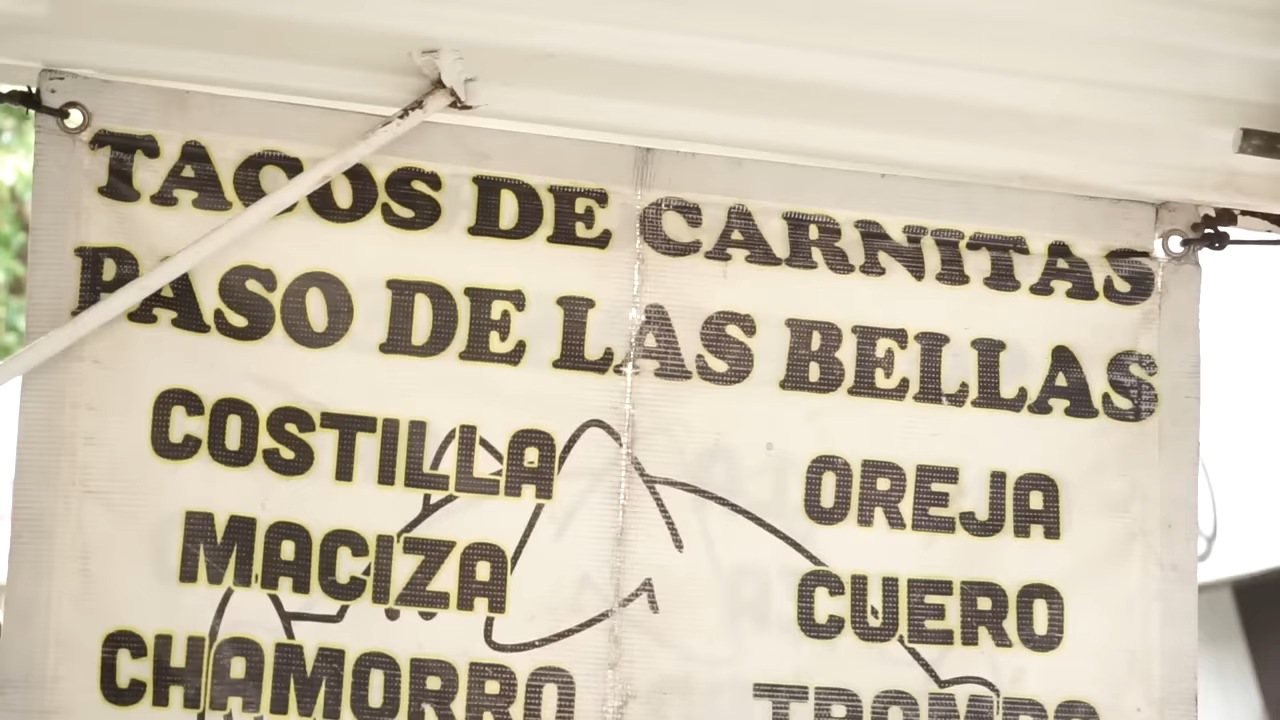 TACOS DE CARNITAS
PASO DE LAS BELLAS
COSTILLA
MACIZA
CHAMORRO
OREJA
CUERO
TROMPA